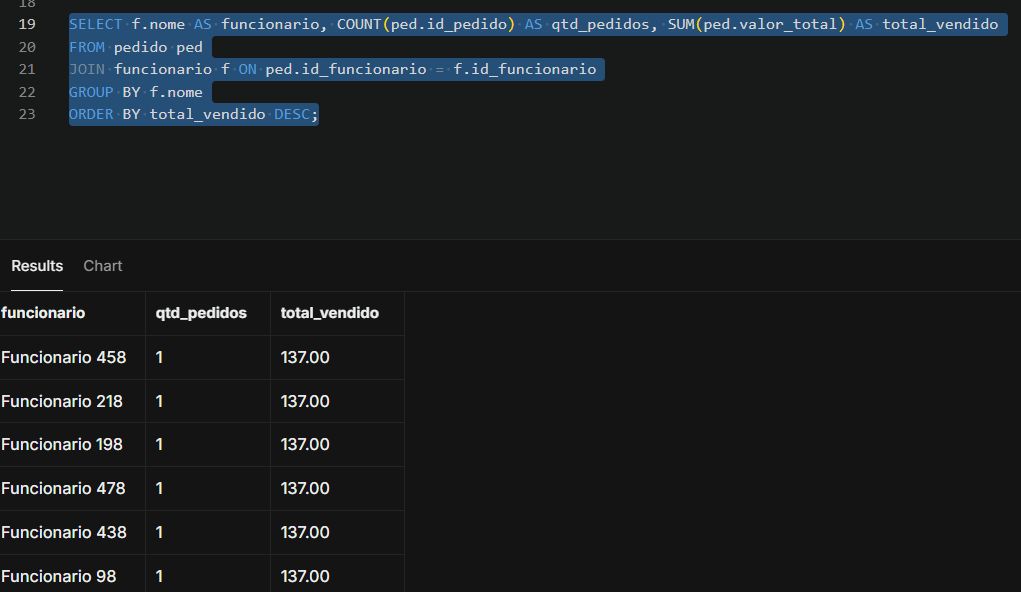 18
19 SELECT f.nome AS funcionario, COUNT(ped.id_pedido) AS qtd_pedidos, SUM(ped.valor_total) AS total_vendido
20 FROM pedido ped
21 JOIN funcionario f ON ped.id_funcionario = f.id_funcionario
22 GROUP BY f.nome
23 ORDER BY total_vendido DESC;
Results Chart
funcionario qtd_pedidos total_vendido
Funcionario 458 1 137.00
Funcionario 218 1 137.00
Funcionario 198 1 137.00
Funcionario 478 1 137.00
Funcionario 438 1 137.00
Funcionario 98 1 137.00